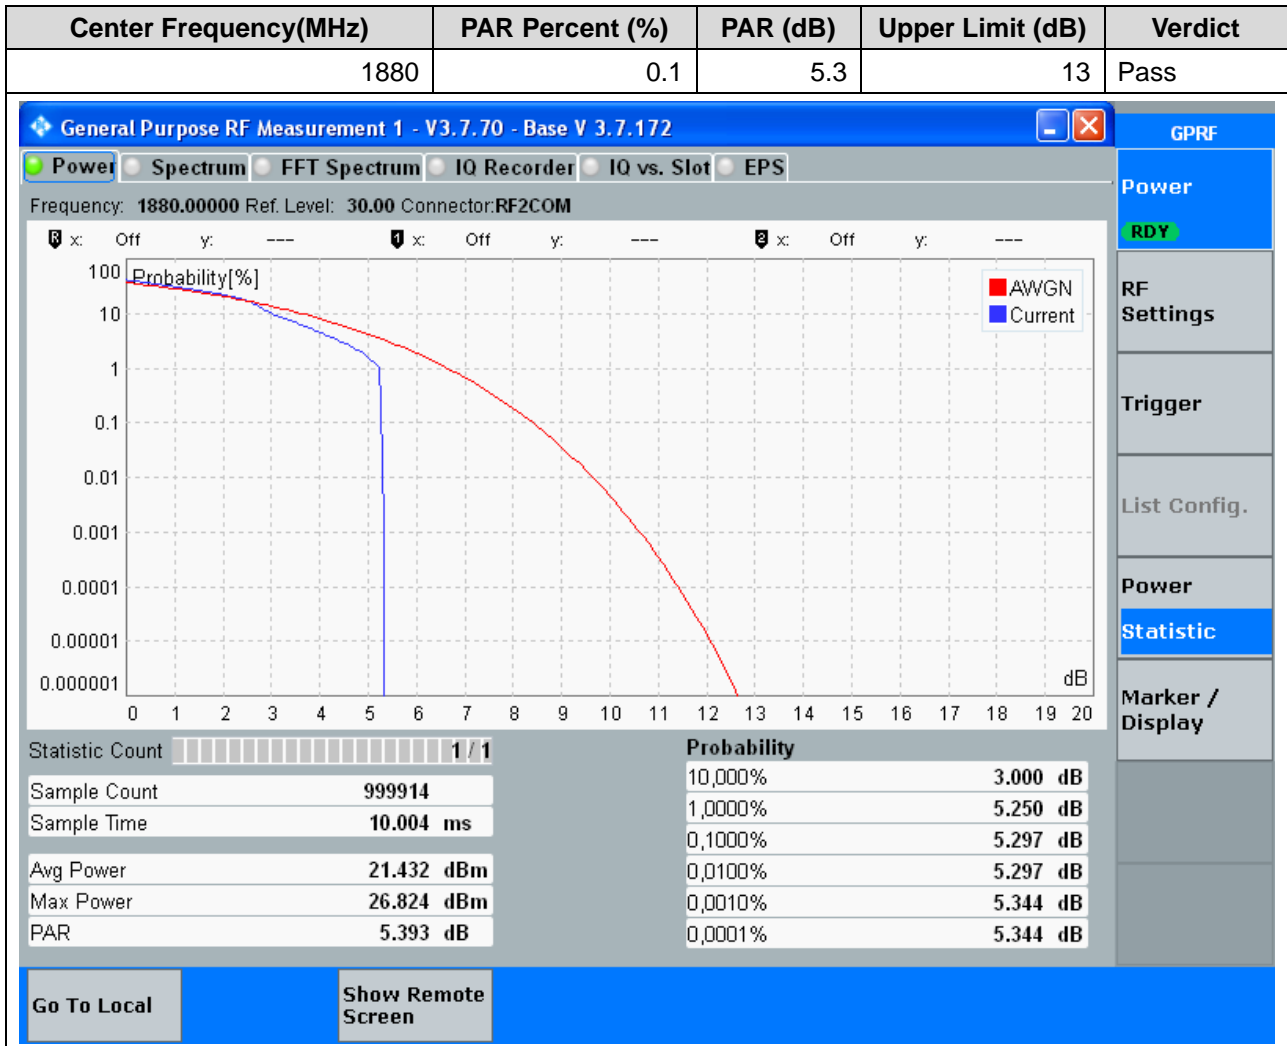 Center Frequency(MHz) PAR Percent (%) PAR (dB) Upper Limit (dB) Verdict
1880 0.1 5.3 13 Pass
General Purpose RF Measurement 1 - V3.7.70 - Base V 3.7.172
GPRF
Power Spectrum FFT Spectrum IQ Recorder IQ vs. Slot EPS
Frequency: 1880.00000 Ref. Level: 30.00 Connector:RF2COM
R x: Off y: --- 1 x: Off y: --- 2 x: Off y: ---
Probability[%]
AWGN
Current
100
10
1
0.1
0.01
0.001
0.0001
0.00001
0.000001
dB
0 1 2 3 4 5 6 7 8 9 10 11 12 13 14 15 16 17 18 19 20
Statistic Count 1 / 1
Sample Count 999914
Sample Time 10.004 ms
Avg Power 21.432 dBm
Max Power 26.824 dBm
PAR 5.393 dB
Probability
10,000% 3.000 dB
1,0000% 5.250 dB
0,1000% 5.297 dB
0,0100% 5.297 dB
0,0010% 5.344 dB
0,0001% 5.344 dB
Power
RDY
RF
Settings
Trigger
List Config.
Power
Statistic
Marker /
Display
Go To Local
Show Remote
Screen